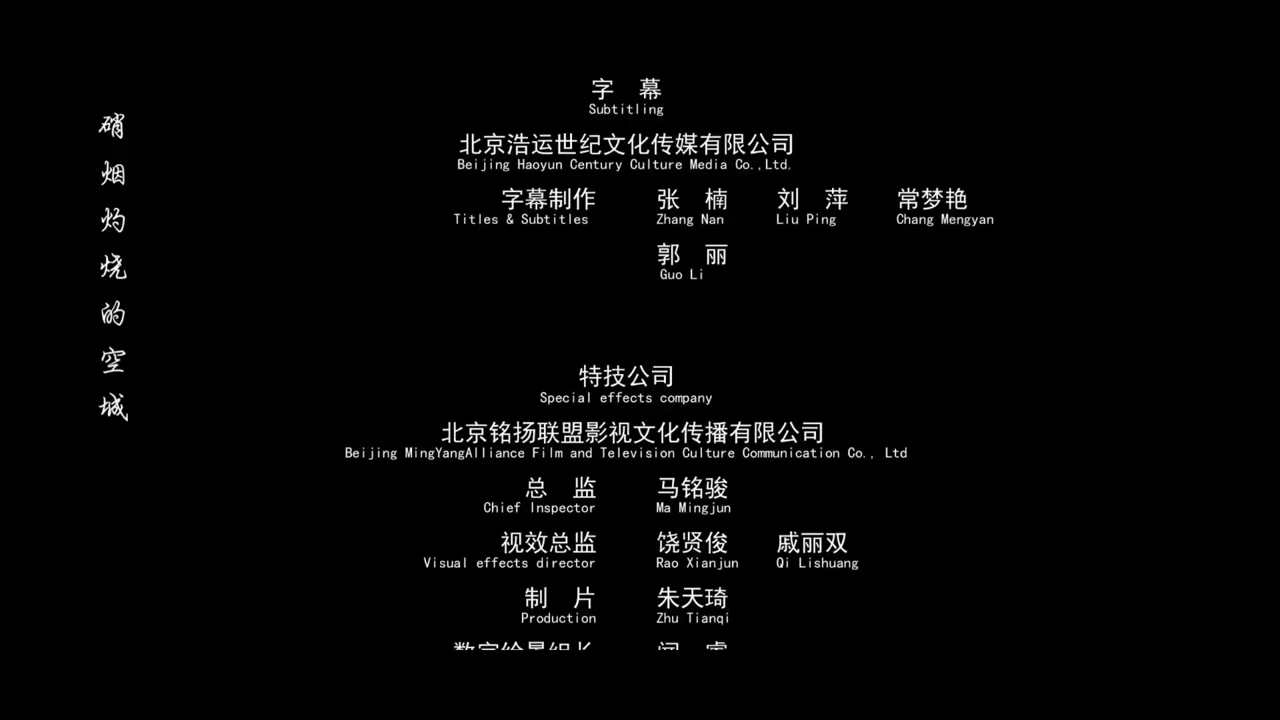 硝烟灼烧的空城
字 幕
Subtitling
北京浩运世纪文化传媒有限公司
Beijing Haoyun Century Culture Media Co.,Ltd.
字幕制作 张 楠 刘 萍 常梦艳
Titles & Subtitles Zhang Nan Liu Ping Chang Mengyan
郭 丽
Guo Li
特技公司
Special effects company
北京铭扬联盟影视文化传播有限公司
Beijing MingYangAlliance Film and Television Culture Communication Co., Ltd
总 监 马铭骏
Chief Inspector Ma Mingjun
视效总监 饶贤俊 戚丽双
Visual effects director Rao Xianjun Qi Lishuang
制 片 朱天琦
Production Zhu Tianqi